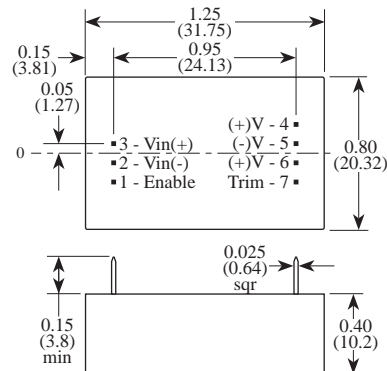 1.25
(31.75)
0.15
(3.81)
0.95
(24.13)
0.05
(1.27)
0
3 - Vin(+)
2 - Vin(-)
1 - Enable
(+)V - 4
(-)V - 5
(+)V - 6
Trim - 7
0.80
(20.32)
0.025
(0.64)
sqr
0.15
(3.8)
min
0.40
(10.2)